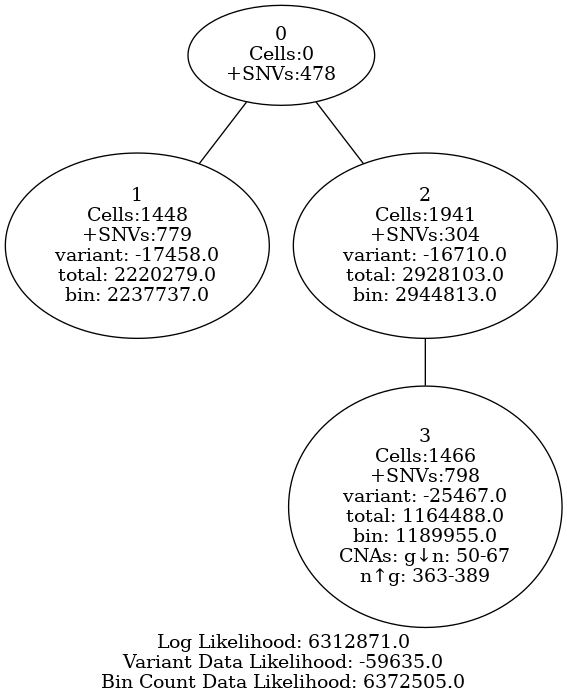 0
Cells:0
+SNVs:478
1
Cells:1448
+SNVs:779
variant: -17458.0
total: 2220279.0
bin: 2237737.0
2
Cells:1941
+SNVs:304
variant: -16710.0
total: 2928103.0
bin: 2944813.0
3
Cells:1466
+SNVs:798
variant: -25467.0
total: 1164488.0
bin: 1189955.0
CNAs: g↓n: 50-67
n↑g: 363-389
Log Likelihood: 6312871.0
Variant Data Likelihood: -59635.0
Bin Count Data Likelihood: 6372505.0